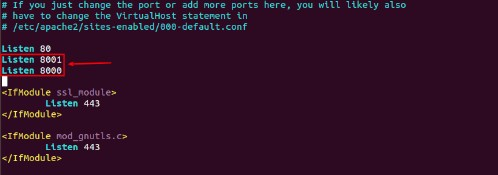 # If you just change the port or add more ports here, you will likely also
# have to change the VirtualHost statement in
# /etc/apache2/sites-enabled/000-default.conf
Listen 80
Listen 8001
Listen 8000
<IfModule ssl_module>
Listen 443
</IfModule>
<IfModule mod_gnutls.c>
Listen 443
</IfModule>